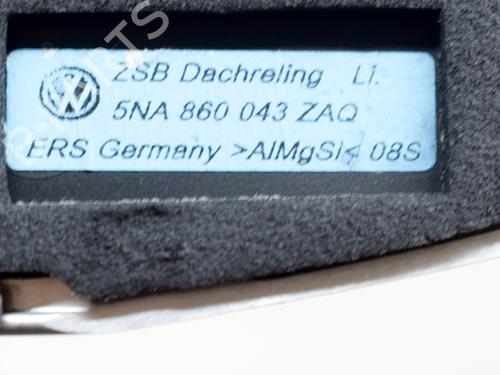 ZSB Dachreling Li.
5NA 860 043 ZAQ
ERS Germany >AlMgSi< 08S